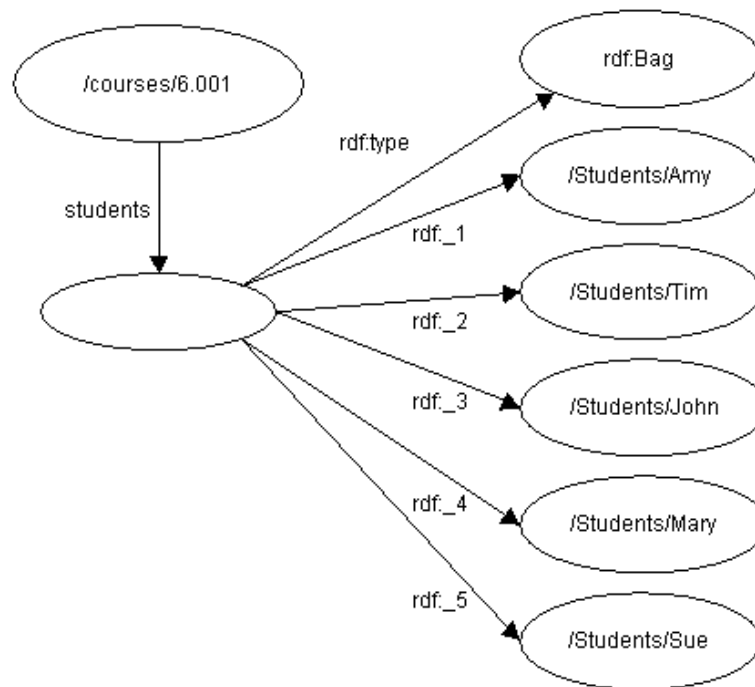 rdf:Bag
/courses/6.001
rdf:type
/Students/Amy
students
rdf:_1
/Students/Tim
rdf:_2
/Students/John
rdf:_3
rdf:_4
/Students/Mary
rdf:_5
/Students/Sue